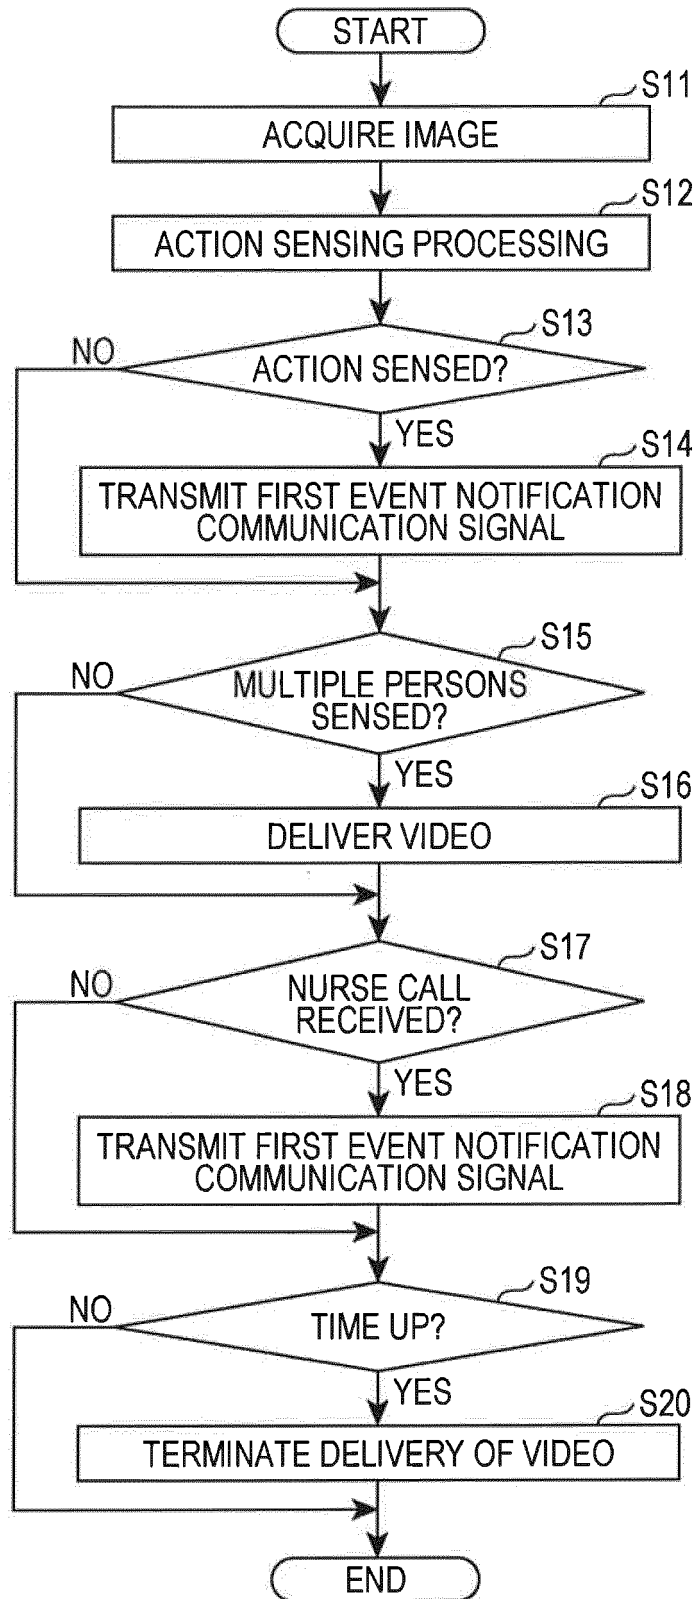 START
S11
ACQUIRE IMAGE
S12
ACTION SENSING PROCESSING
S13
NO
ACTION SENSED?
YES
S14
TRANSMIT FIRST EVENT NOTIFICATION
COMMUNICATION SIGNAL
S15
NO
MULTIPLE PERSONS
SENSED?
YES
S16
DELIVER VIDEO
S17
NO
NURSE CALL
RECEIVED?
YES
S18
TRANSMIT FIRST EVENT NOTIFICATION
COMMUNICATION SIGNAL
S19
NO
TIME UP?
YES
S20
TERMINATE DELIVERY OF VIDEO
END